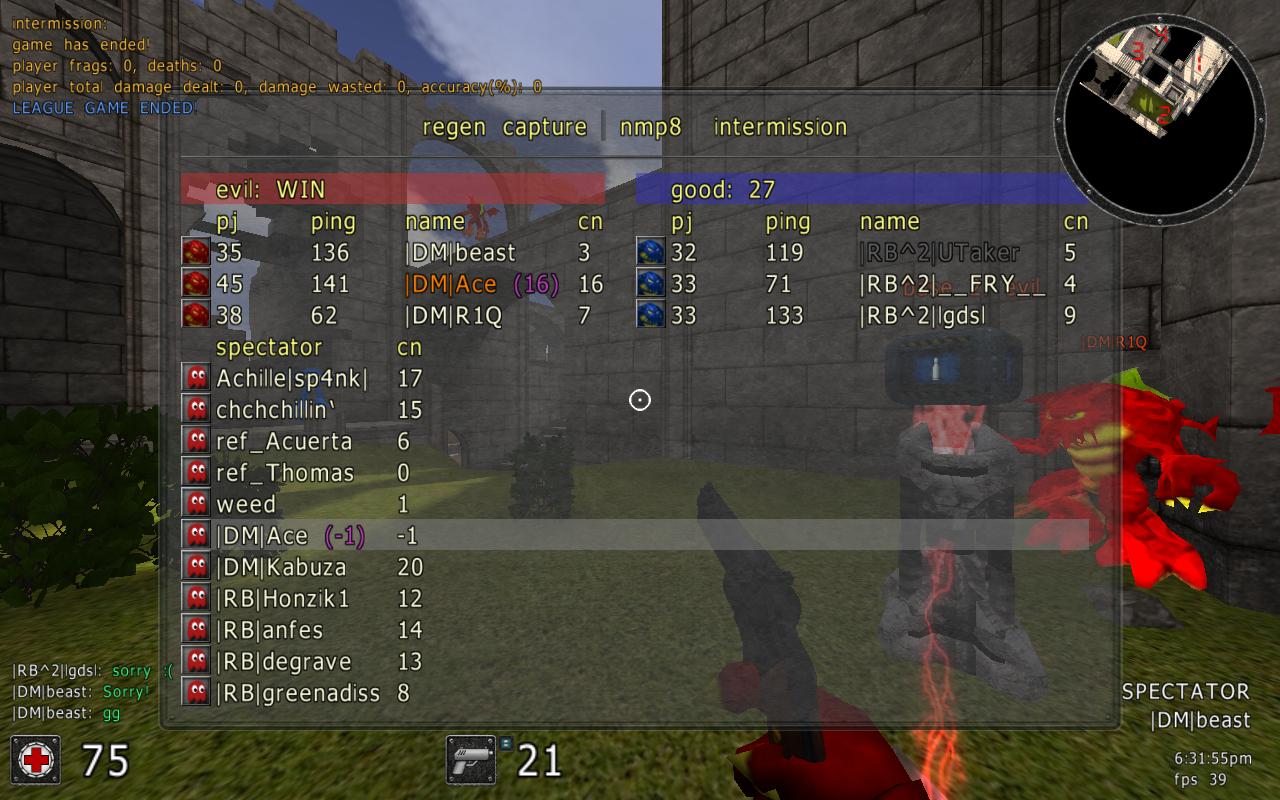 intermission:
game has ended!
player frags: 0, deaths: 0
player total damage dealt: 0, damage wasted: 0, accuracy(%): 0
LEAGUE GAME ENDED!
regen capture | nmp8 intermission
evil: WIN good: 27
pj ping name cn pj ping name cn
35 136 |DM|beast 3 32 119 |RB^2|UTaker 5
45 141 |DM|Ace (16) 16 33 71 |RB^2|__FRY__ 4
38 62 |DM|R1Q 7 33 133 |RB^2|lgdsl 9
spectator cn
Achille|sp4nk| 17
chchchillin` 15
ref_Acuerta 6
ref_Thomas 0
weed 1
|DM|Ace (-1) -1
|DM|Kabuza 20
|RB|Honzik1 12
|RB|anfes 14
|RB|degrave 13
|RB|greenadiss 8
|DM|R1Q
3
4
1
2
|RB^2|lgdsl: sorry :(
|DM|beast: Sorry!
|DM|beast: gg
75
21
SPECTATOR
|DM|beast
6:31:55pm
fps 39